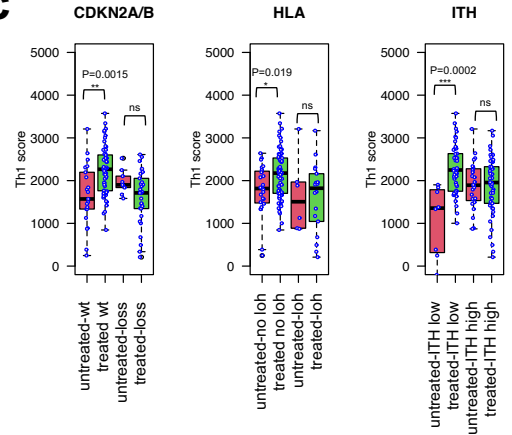 C
CDKN2A/B
HLA
ITH
Th1 score
5000
4000
3000
2000
1000
0
P=0.0015
**
ns
untreated-wt
treated wt
untreated-loss
treated-loss
Th1 score
5000
4000
3000
2000
1000
0
P=0.019
*
ns
untreated-no loh
treated no loh
untreated-loh
treated-loh
Th1 score
5000
4000
3000
2000
1000
0
P=0.0002
***
ns
untreated-ITH low
treated-ITH low
untreated-ITH high
treated-ITH high